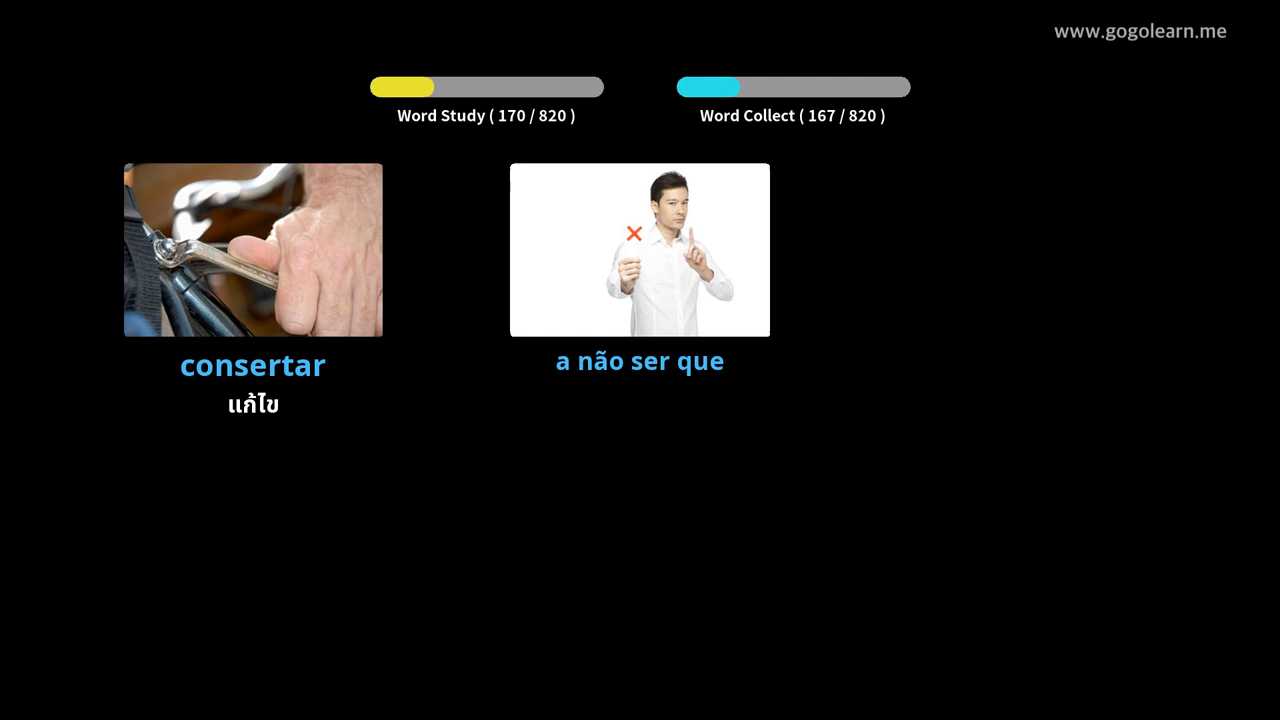 www.gogolearn.me
Word Study ( 170 / 820 )
Word Collect ( 167 / 820 )
consertar
แก้ไข
a não ser que